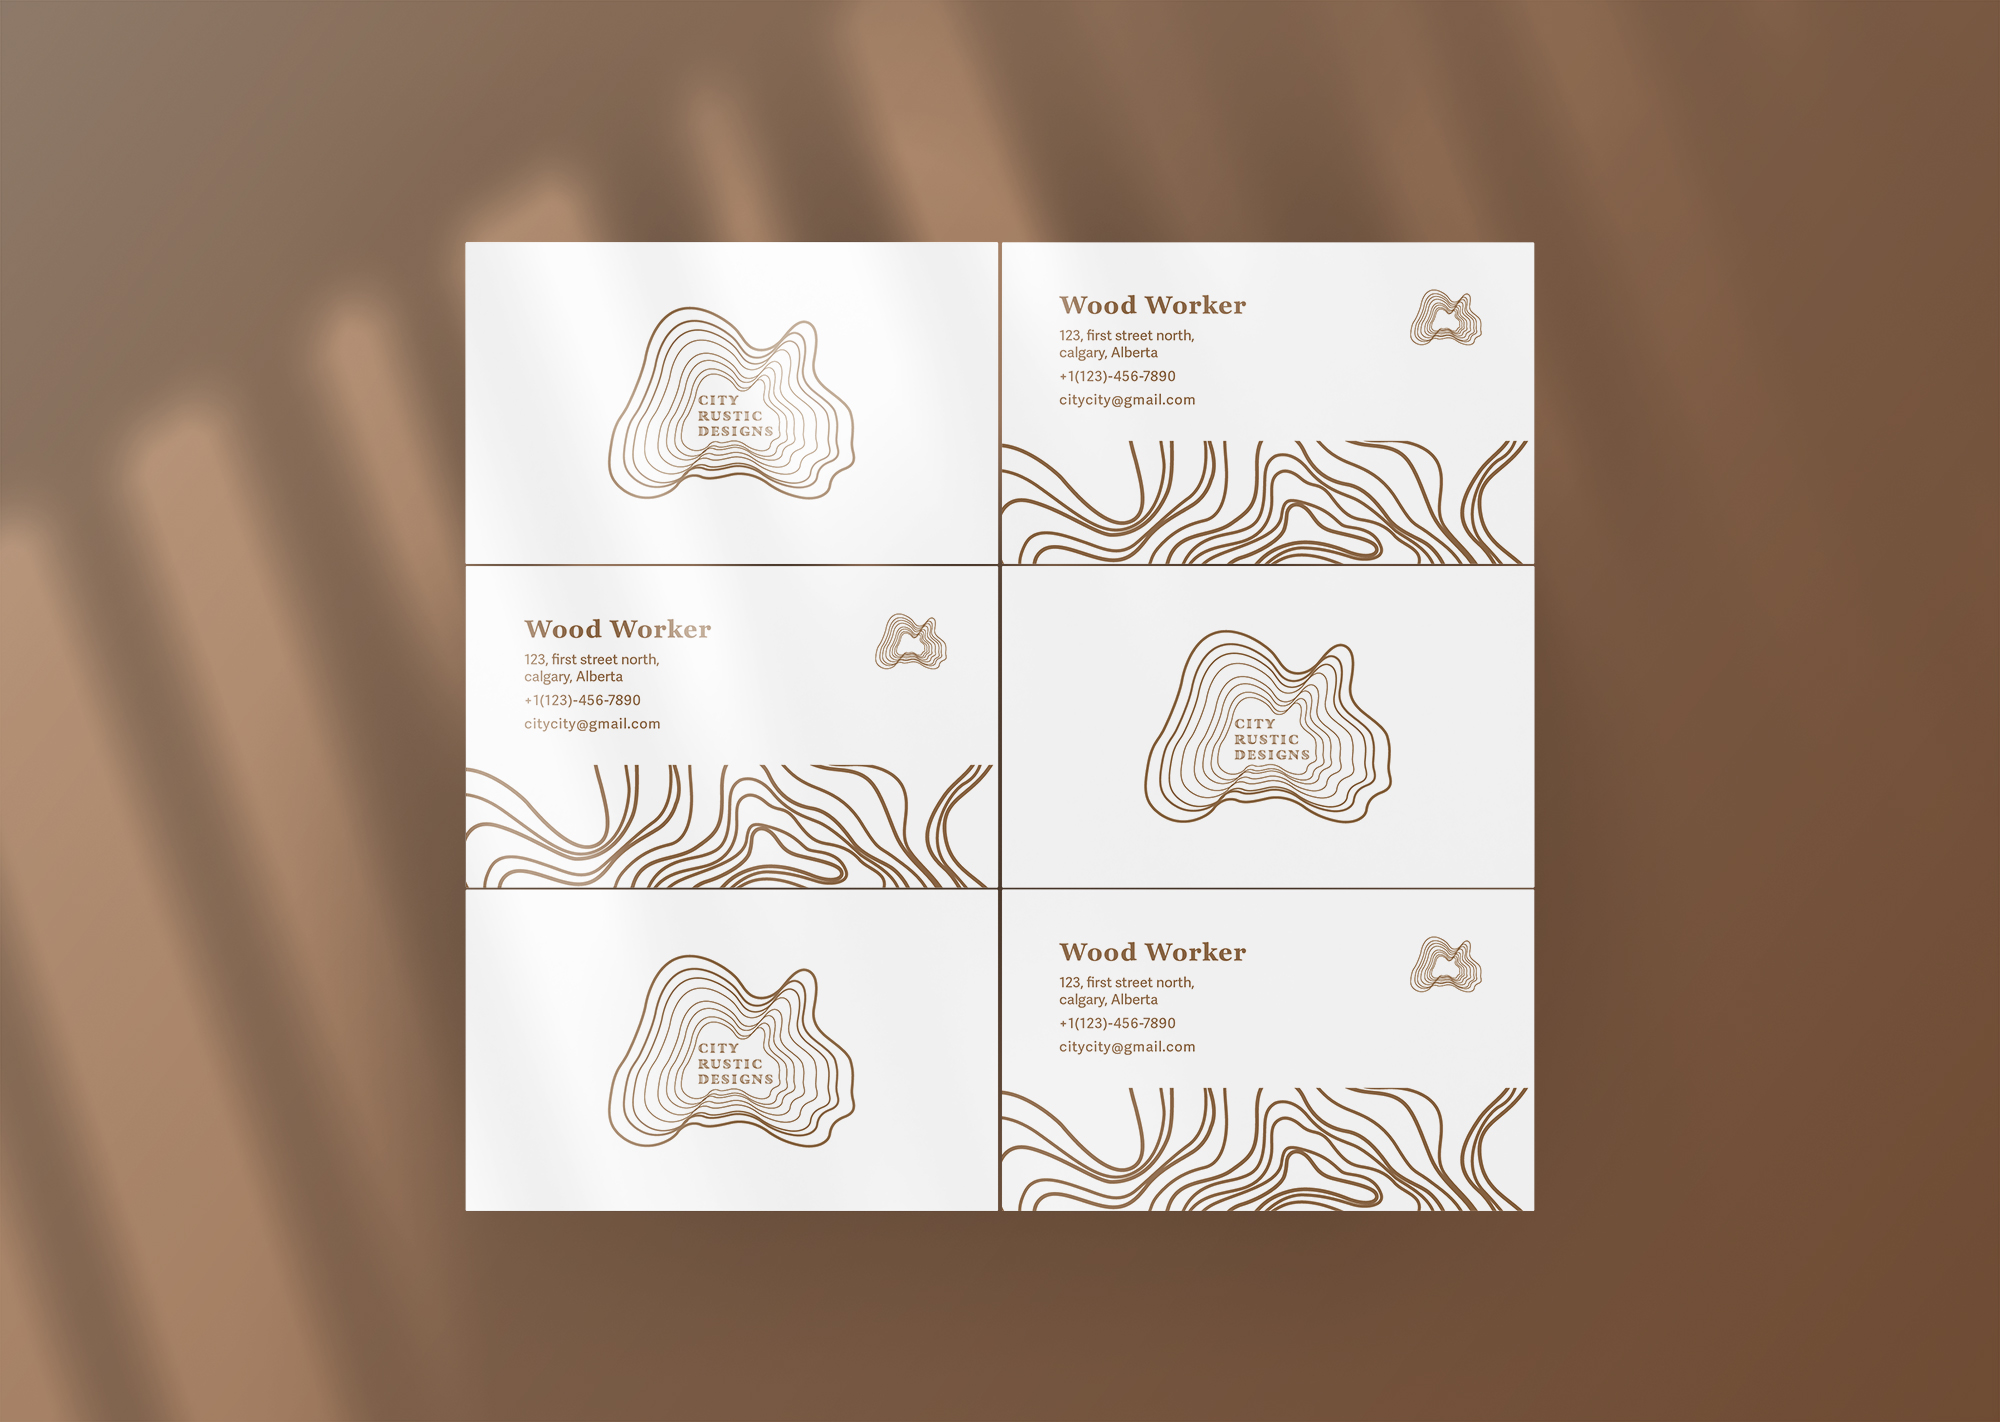 CITY
RUSTIC
DESIGNS
Wood Worker
123, first street north,
calgary, Alberta
+1(123)-456-7890
citycity@gmail.com
Wood Worker
123, first street north,
calgary, Alberta
+1(123)-456-7890
citycity@gmail.com
CITY
RUSTIC
DESIGNS
CITY
RUSTIC
DESIGNS
Wood Worker
123, first street north,
calgary, Alberta
+1(123)-456-7890
citycity@gmail.com